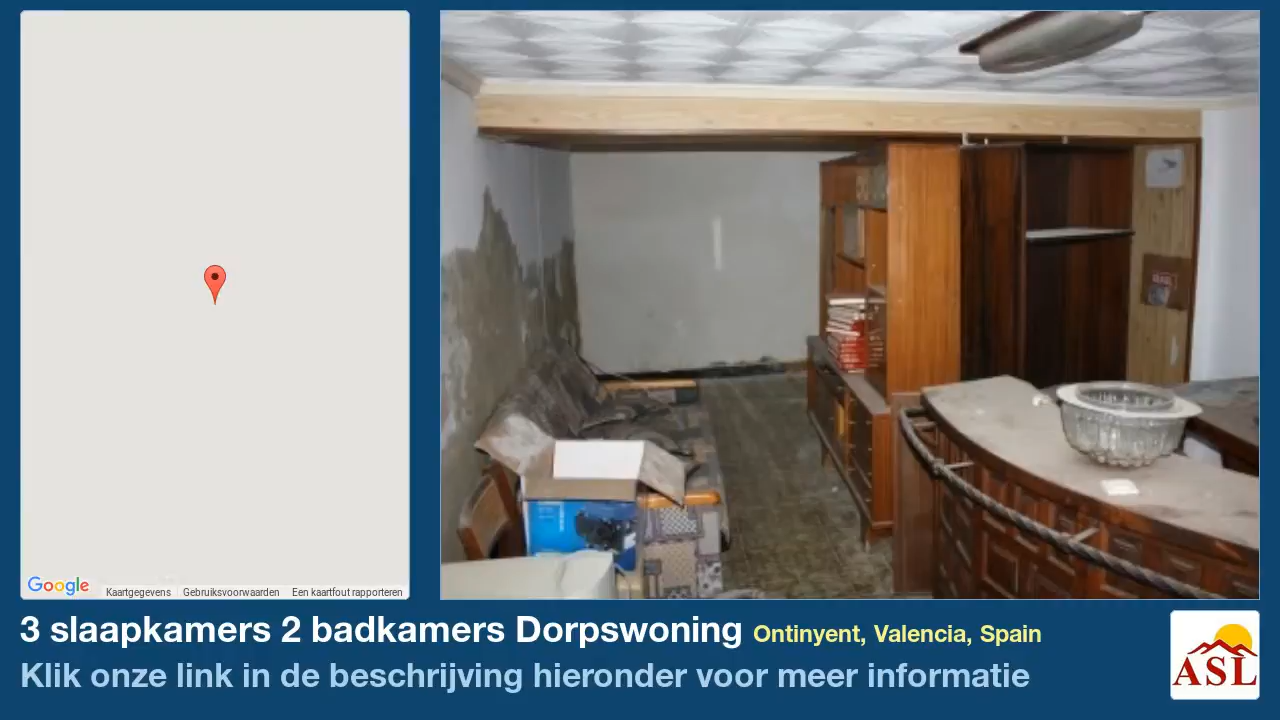 Google
Kaartgegevens
Gebruiksvoorwaarden
Een kaartfout rapporteren
3 slaapkamers 2 badkamers Dorpswoning Ontinyent, Valencia, Spain
Klik onze link in de beschrijving hieronder voor meer informatie
ASL